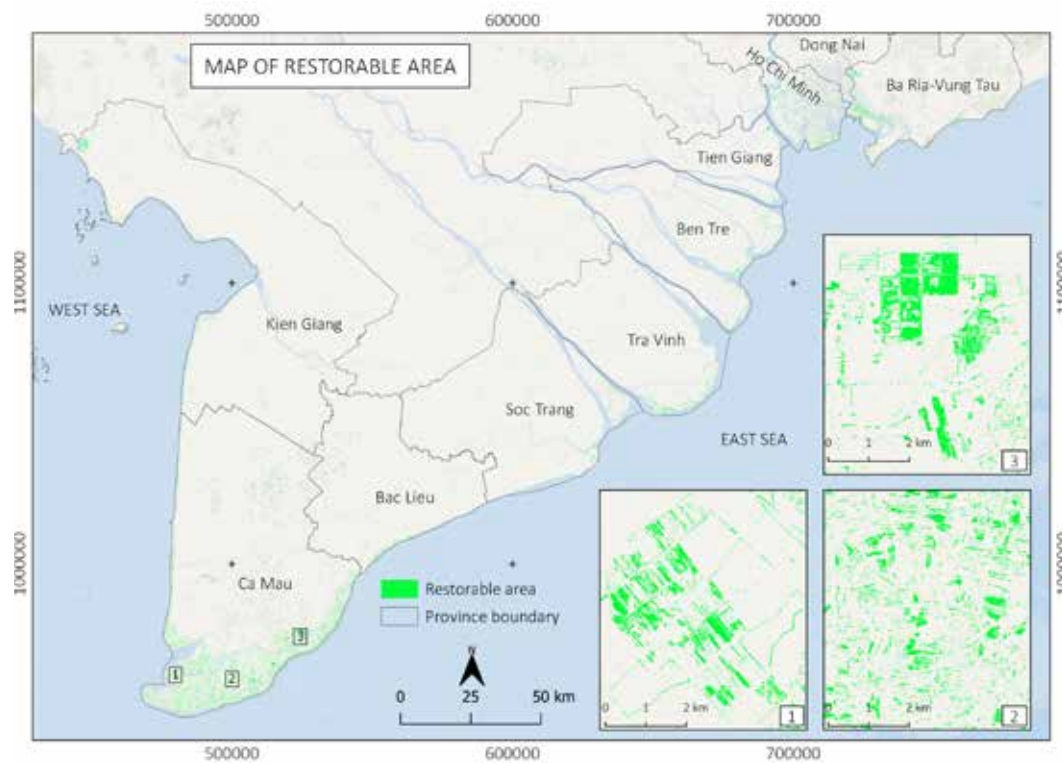 500000 600000 700000
MAP OF RESTORABLE AREA
Dong Nai
Ho Chi Minh
Ba Ria-Vung Tau
Tien Giang
Ben Tre
1100000
1100000
WEST SEA
Kien Giang
Tra Vinh
Soc Trang
EAST SEA
0 1 2 km
3
Bac Lieu
1000000
1000000
Ca Mau
Restorable area
Province boundary
3
1
2
N
0 25 50 km
0 1 2 km
1
0 1 2 km
2
500000 600000 700000